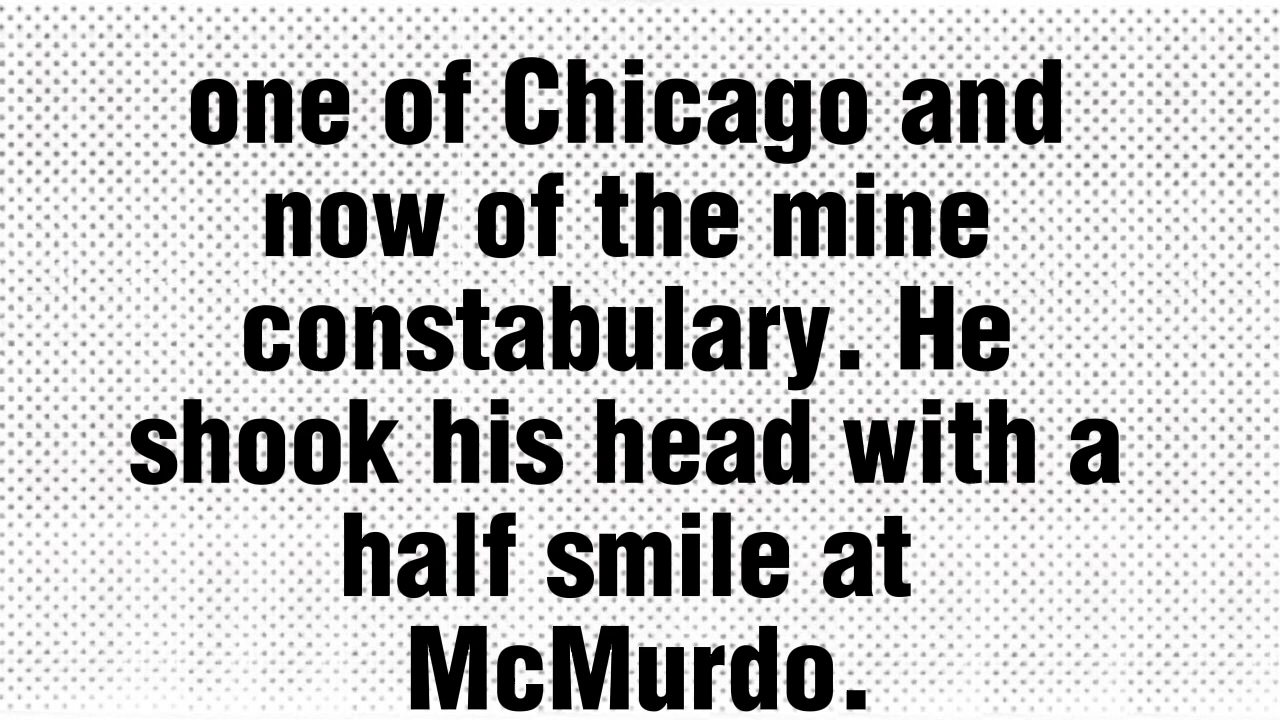 one of Chicago and
now of the mine
constabulary. He
shook his head with a
half smile at
McMurdo.